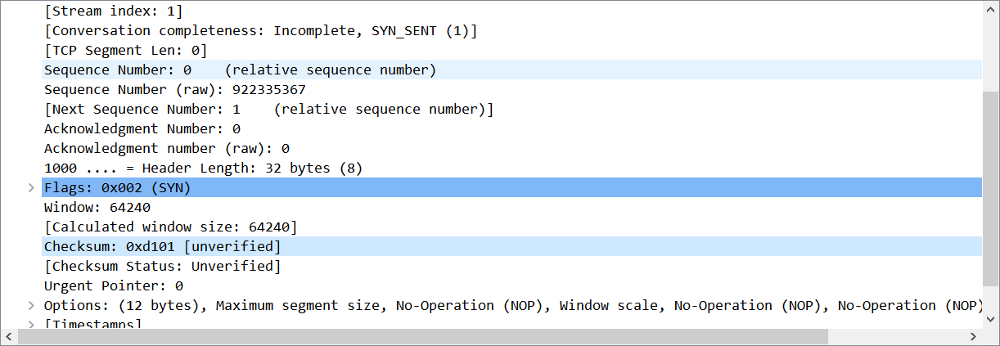 [Stream index: 1]
[Conversation completeness: Incomplete, SYN_SENT (1)]
[TCP Segment Len: 0]
Sequence Number: 0    (relative sequence number)
Sequence Number (raw): 922335367
[Next Sequence Number: 1    (relative sequence number)]
Acknowledgment Number: 0
Acknowledgment number (raw): 0
1000 .... = Header Length: 32 bytes (8)
Flags: 0x002 (SYN)
Window: 64240
[Calculated window size: 64240]
Checksum: 0xd101 [unverified]
[Checksum Status: Unverified]
Urgent Pointer: 0
Options: (12 bytes), Maximum segment size, No-Operation (NOP), Window scale, No-Operation (NOP), No-Operation (NOP)
[Timestamps]